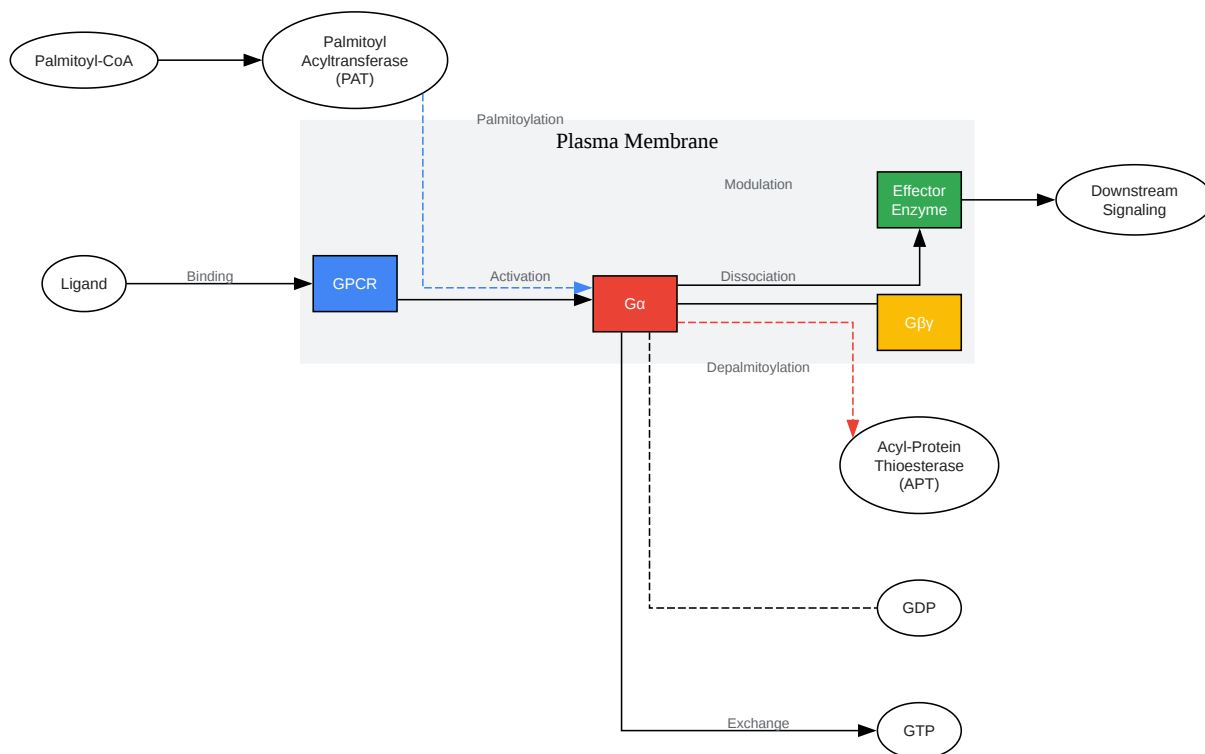 Palmitoyl-CoA
Palmitoyl
Acyltransferase
(PAT)
Palmitoylation
Plasma Membrane
Modulation
Effector
Enzyme
Downstream
Signaling
Ligand
Binding
GPCR
Activation
Gα
Dissociation
Gβγ
Depalmitoylation
Acyl-Protein
Thioesterase
(APT)
GDP
Exchange
GTP